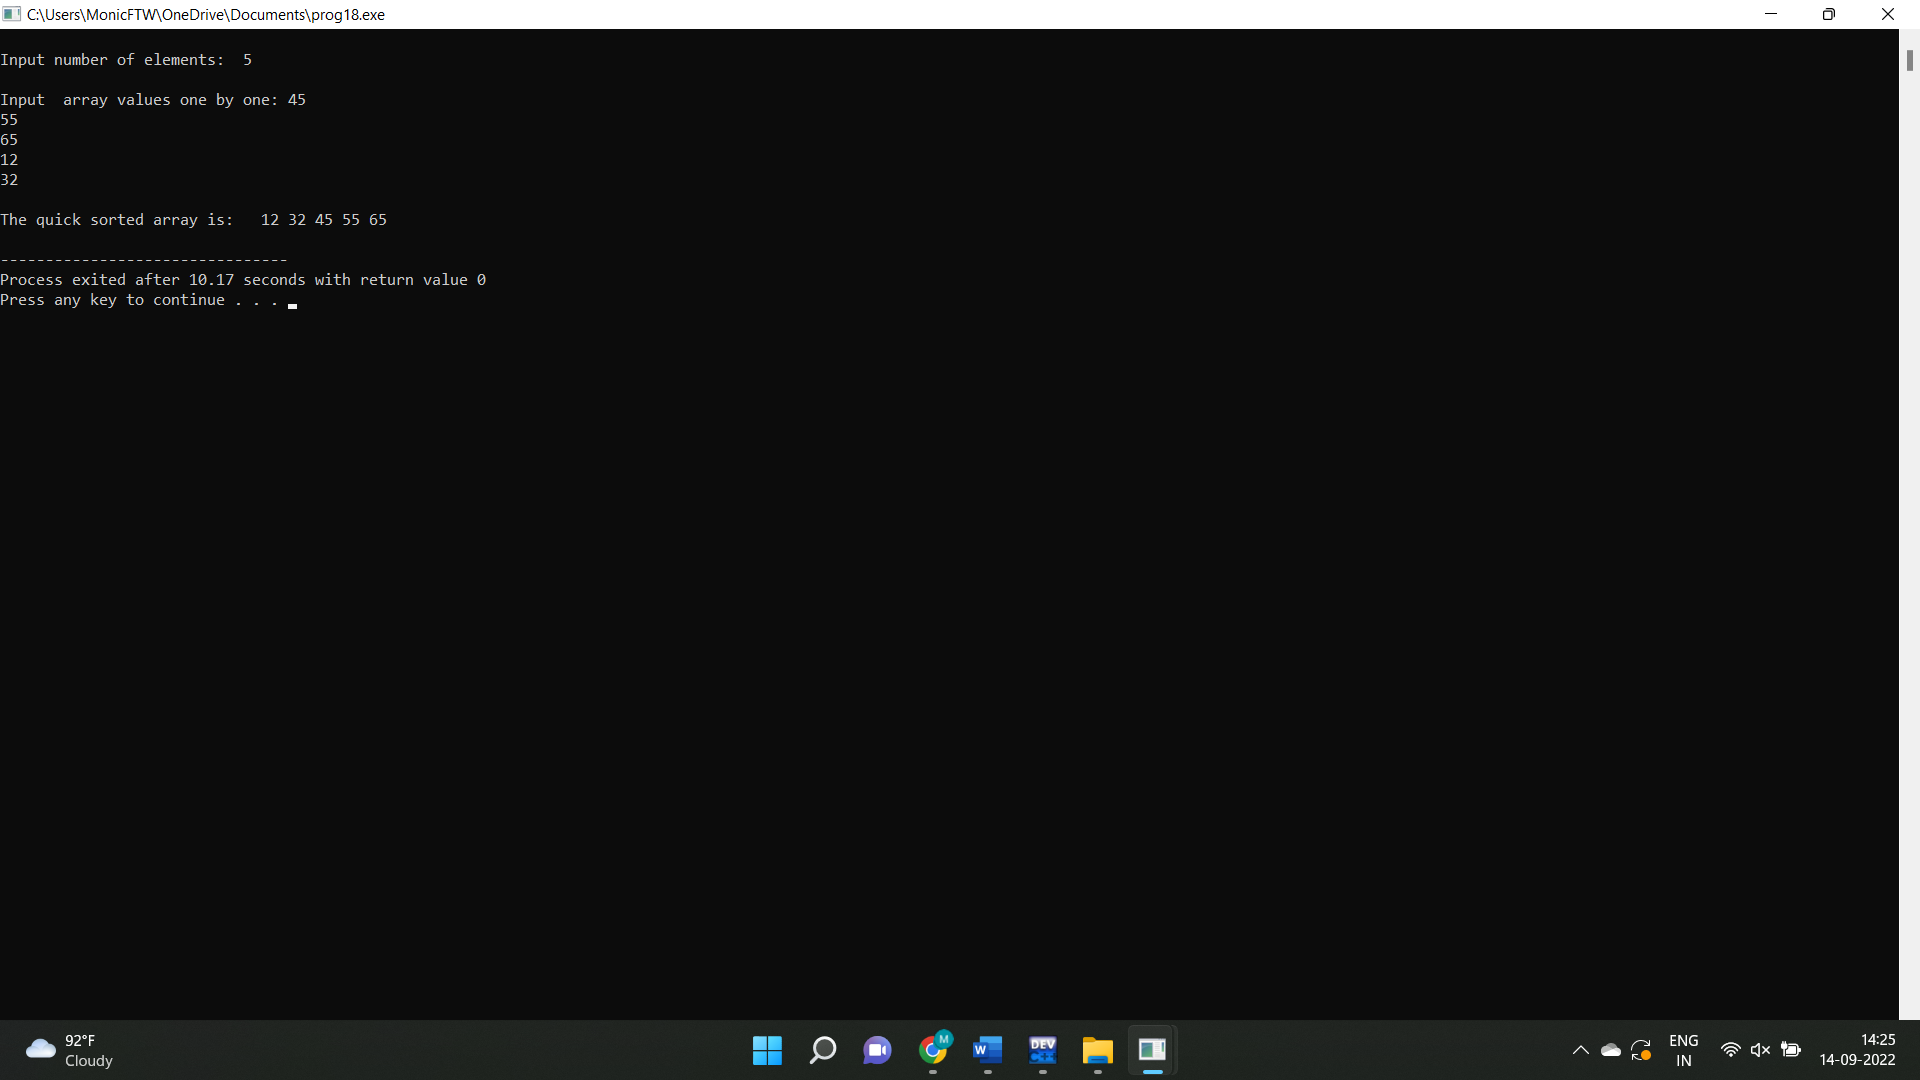 C:\Users\MonicFTW\OneDrive\Documents\prog18.exe
Input number of elements:  5
Input  array values one by one: 45
55
65
12
32
The quick sorted array is:   12 32 45 55 65
--------------------------------
Process exited after 10.17 seconds with return value 0
Press any key to continue . . .
92°F
Cloudy
M
W
DEV
C++
ENG
IN
14:25
14-09-2022